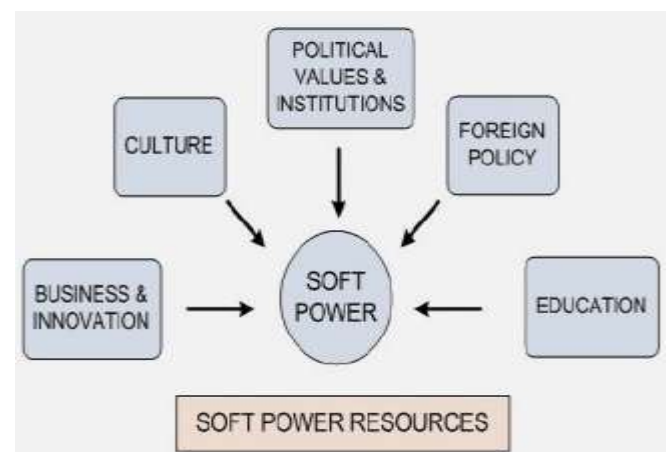 POLITICAL
VALUES &
INSTITUTIONS
CULTURE
FOREIGN
POLICY
BUSINESS &
INNOVATION
SOFT
POWER
EDUCATION
SOFT POWER RESOURCES